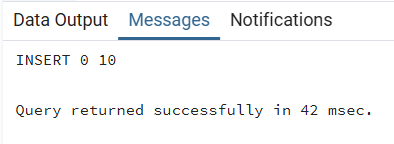 Data Output Messages Notifications
INSERT 0 10
Query returned successfully in 42 msec.